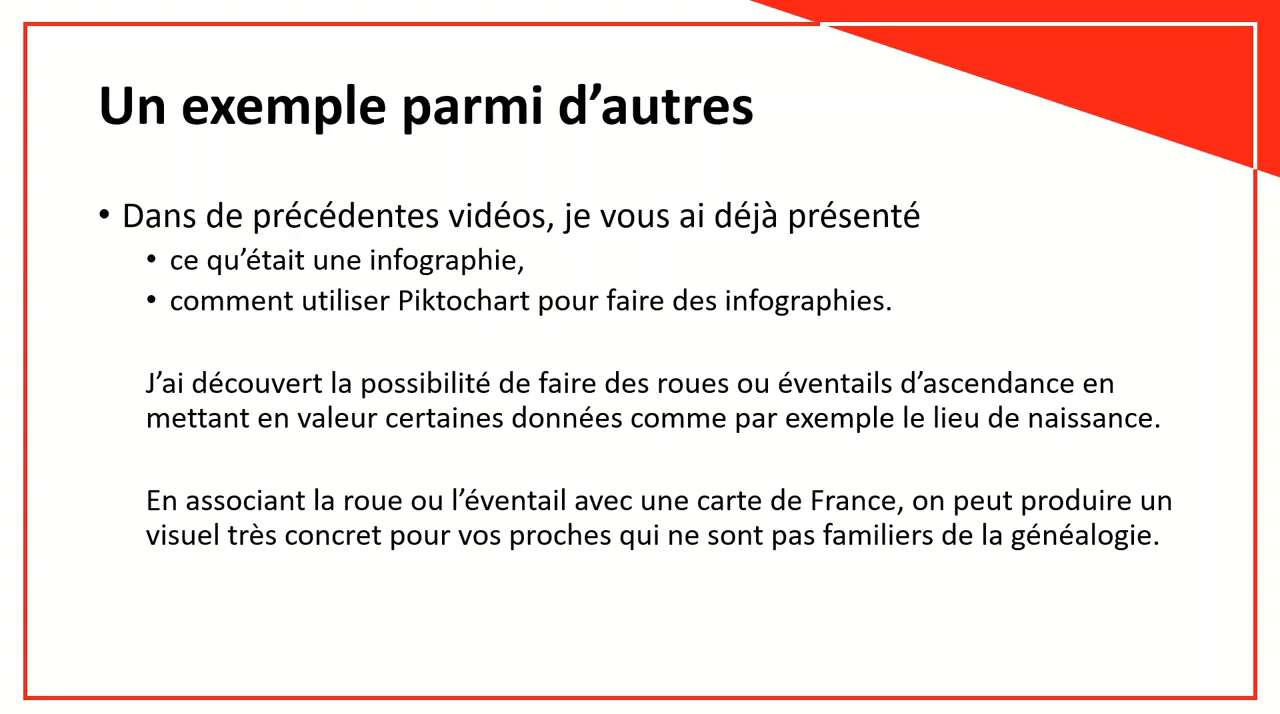 Un exemple parmi d’autres
• Dans de précédentes vidéos, je vous ai déjà présenté
• ce qu’était une infographie,
• comment utiliser Piktochart pour faire des infographies.
J’ai découvert la possibilité de faire des roues ou éventails d’ascendance en
mettant en valeur certaines données comme par exemple le lieu de naissance.
En associant la roue ou l’éventail avec une carte de France, on peut produire un
visuel très concret pour vos proches qui ne sont pas familiers de la généalogie.